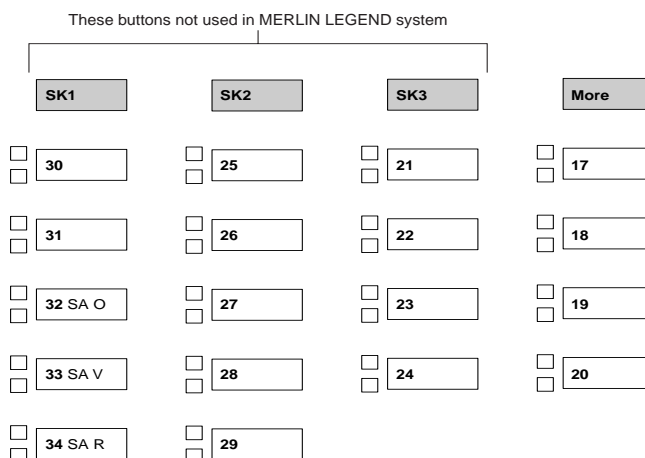 These buttons not used in MERLIN LEGEND system
SK1 SK2 SK3 More
30 25 21 17
31 26 22 18
32 SA O 27 23 19
33 SA V 28 24 20
34 SA R 29